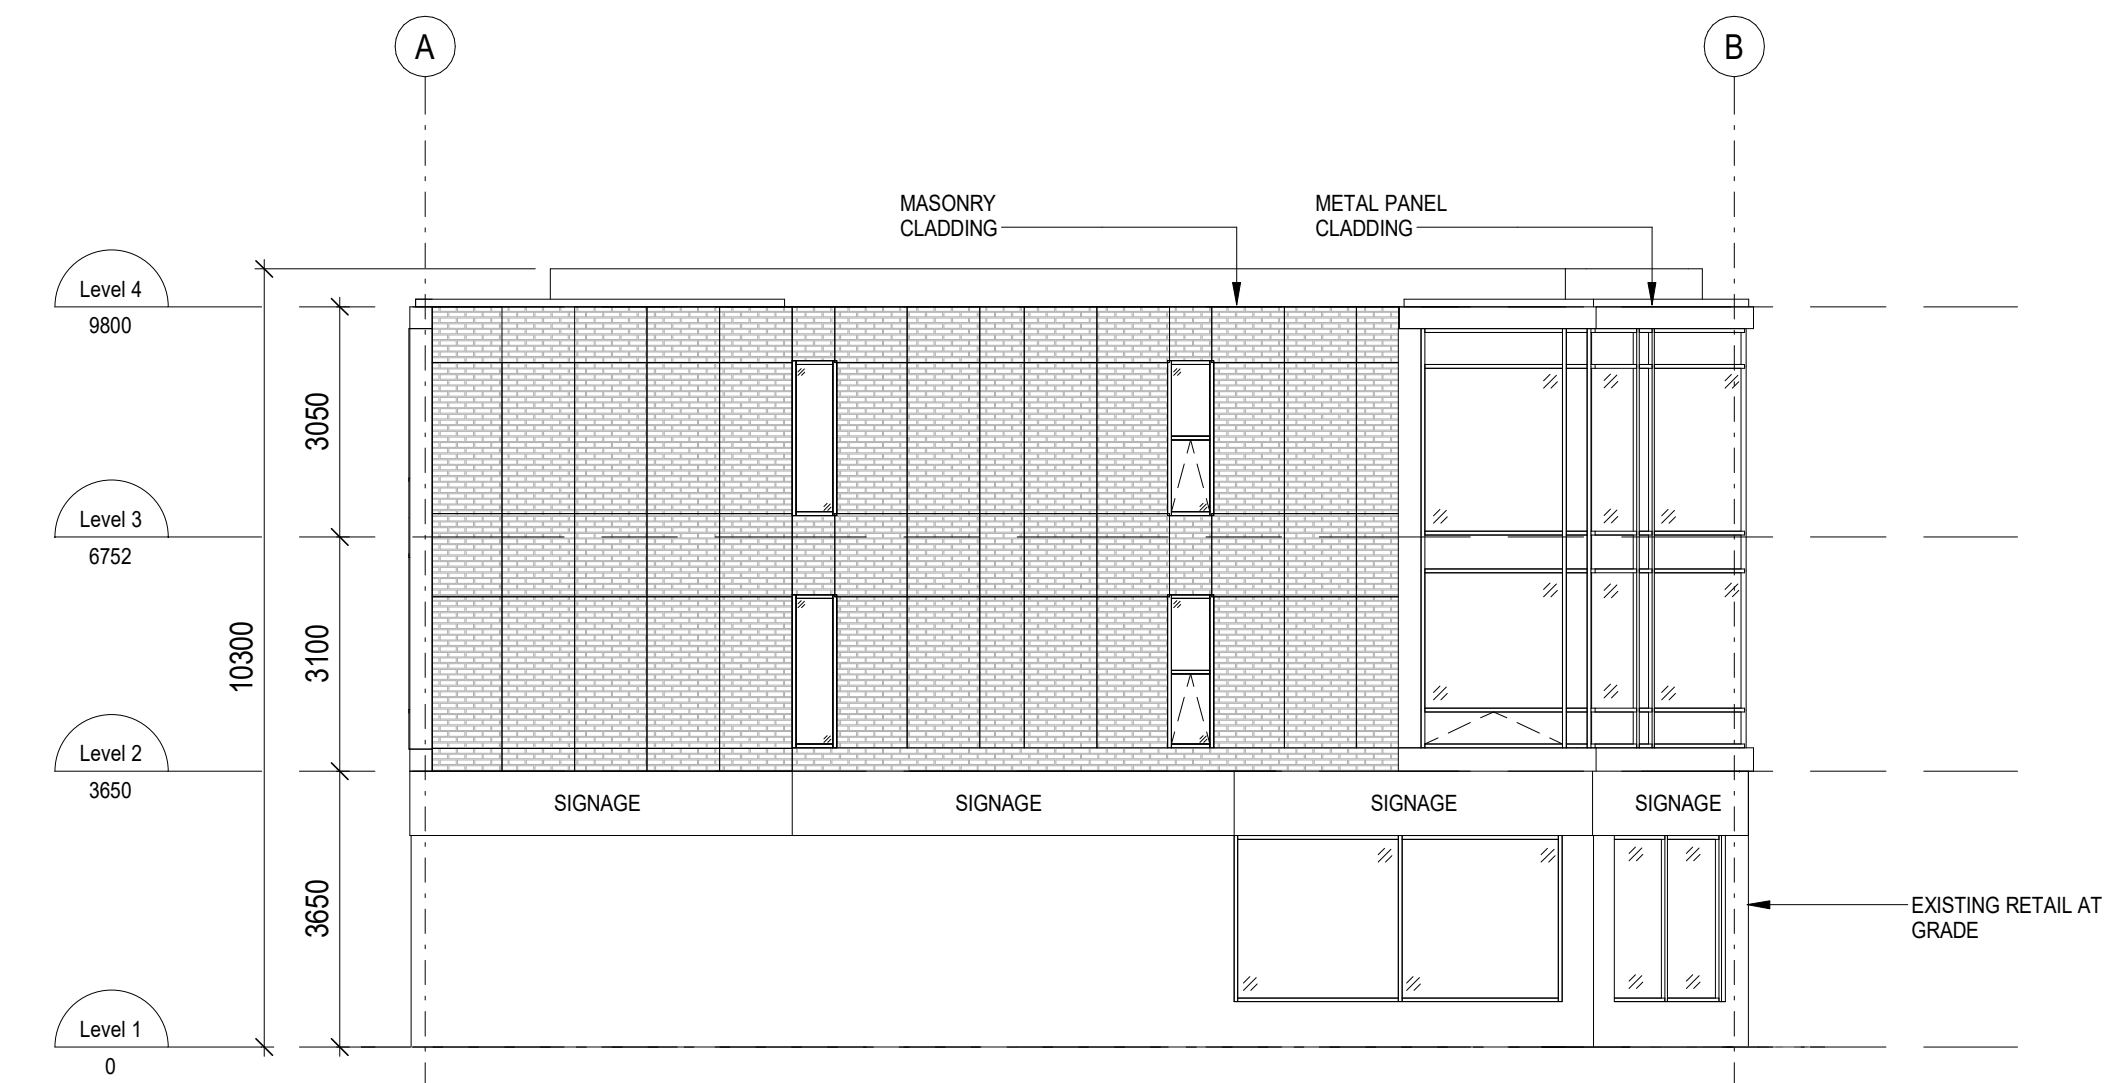 A
B
MASONRY
CLADDING
METAL PANEL
CLADDING
Level 4
9800
3050
Level 3
6752
10300
3100
Level 2
3650
SIGNAGE
SIGNAGE
SIGNAGE
SIGNAGE
3650
EXISTING RETAIL AT
GRADE
Level 1
0